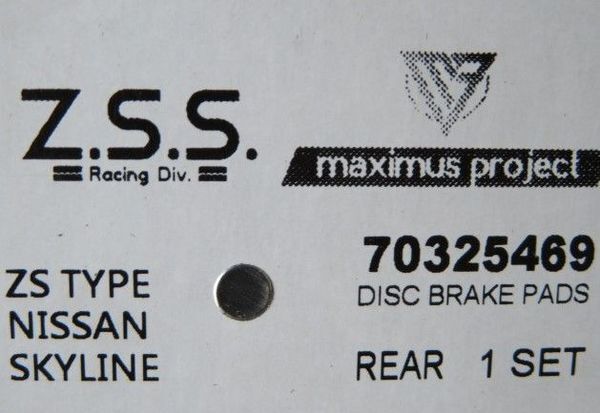 Z.S.S.
Racing Div.
maximus project
ZS TYPE
NISSAN
SKYLINE
70325469
DISC BRAKE PADS
REAR 1 SET